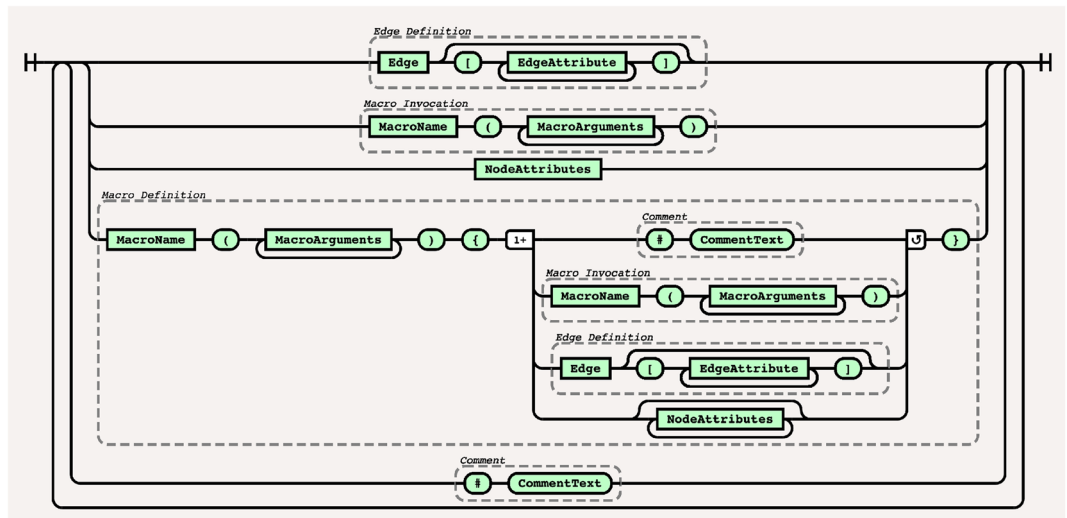 Edge Definition
Edge [ EdgeAttribute ]
Macro Invocation
MacroName ( MacroArguments )
NodeAttributes
Macro Definition
Comment
MacroName ( MacroArguments ) { 1+ # CommentText ↺ }
Macro Invocation
MacroName ( MacroArguments )
Edge Definition
Edge [ EdgeAttribute ]
NodeAttributes
Comment
# CommentText